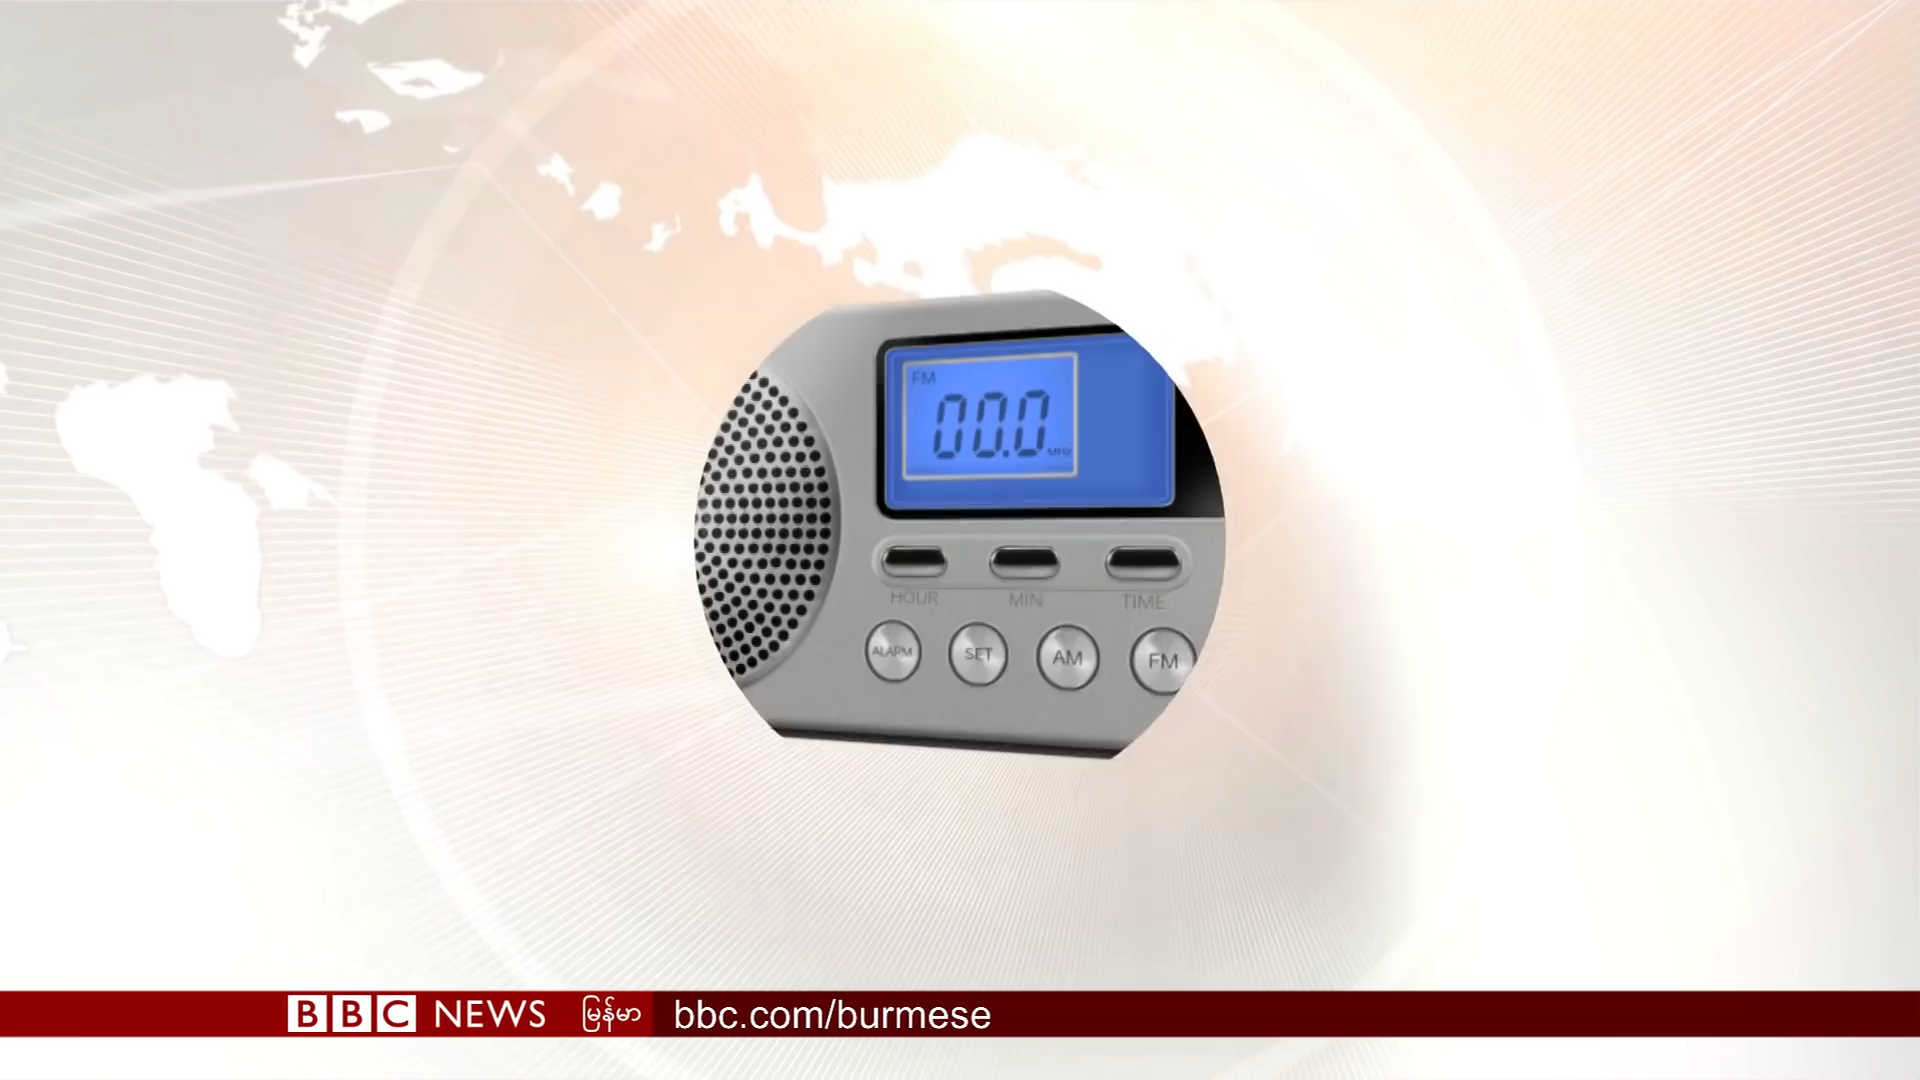 FM
00.0 MHz
HOUR MIN TIME
ALARM SET AM FM
BBC NEWS မြန်မာ bbc.com/burmese